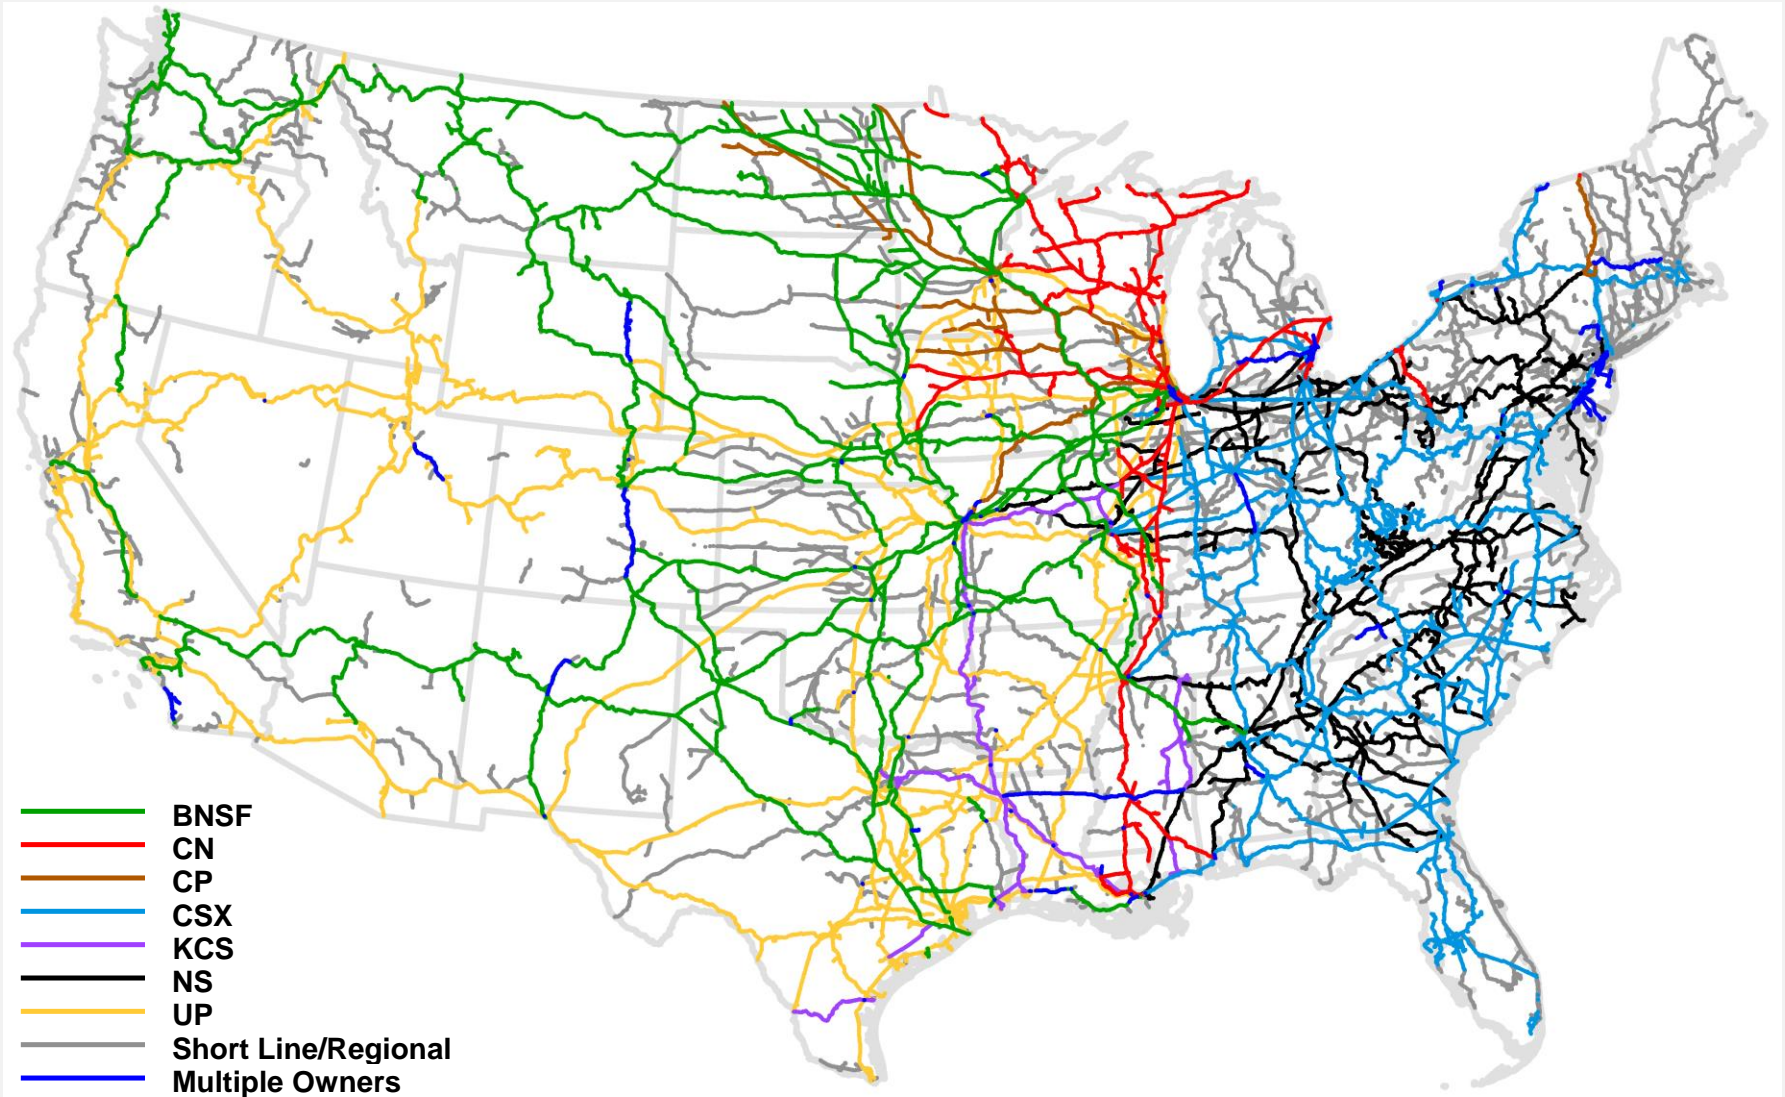 BNSF
CN
CP
CSX
KCS
NS
UP
Short Line/Regional
Multiple Owners